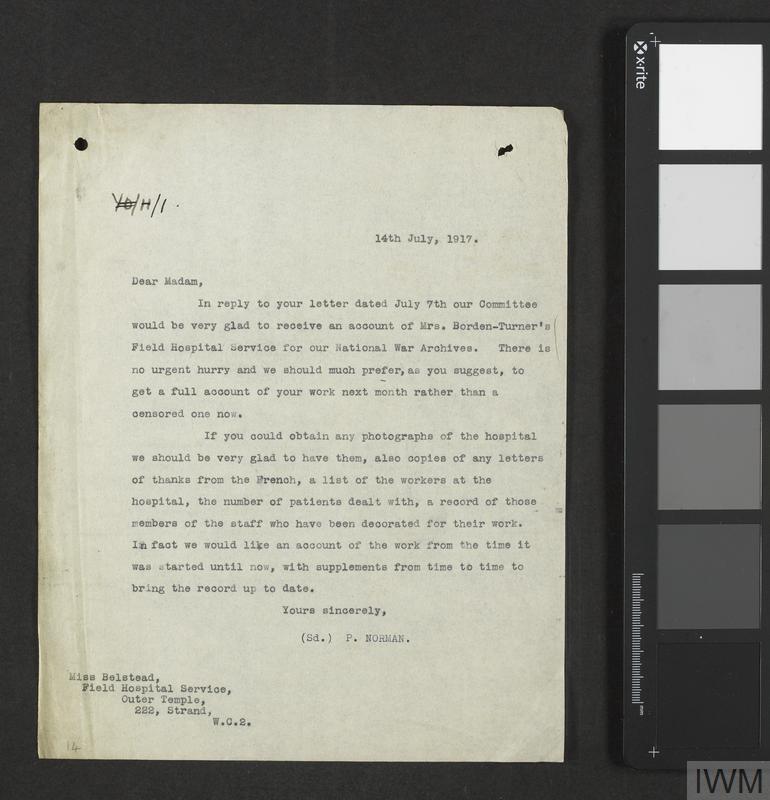 YO/H/1.
14th July, 1917.
Dear Madam,
In reply to your letter dated July 7th our Committee
would be very glad to receive an account of Mrs. Borden-Turner's
Field Hospital Service for our National War Archives. There is
no urgent hurry and we should much prefer, as you suggest, to
get a full account of your work next month rather than a
censored one now.
If you could obtain any photographs of the hospital
we should be very glad to have them, also copies of any letters
of thanks from the French, a list of the workers at the
hospital, the number of patients dealt with, a record of those
members of the staff who have been decorated for their work.
In fact we would like an account of the work from the time it
was started until now, with supplements from time to time to
bring the record up to date.
Yours sincerely,
(Sd.) P. NORMAN.
Miss Belstead,
Field Hospital Service,
Outer Temple,
222, Strand,
W.C.2.
14
x·rite
mm
IWM